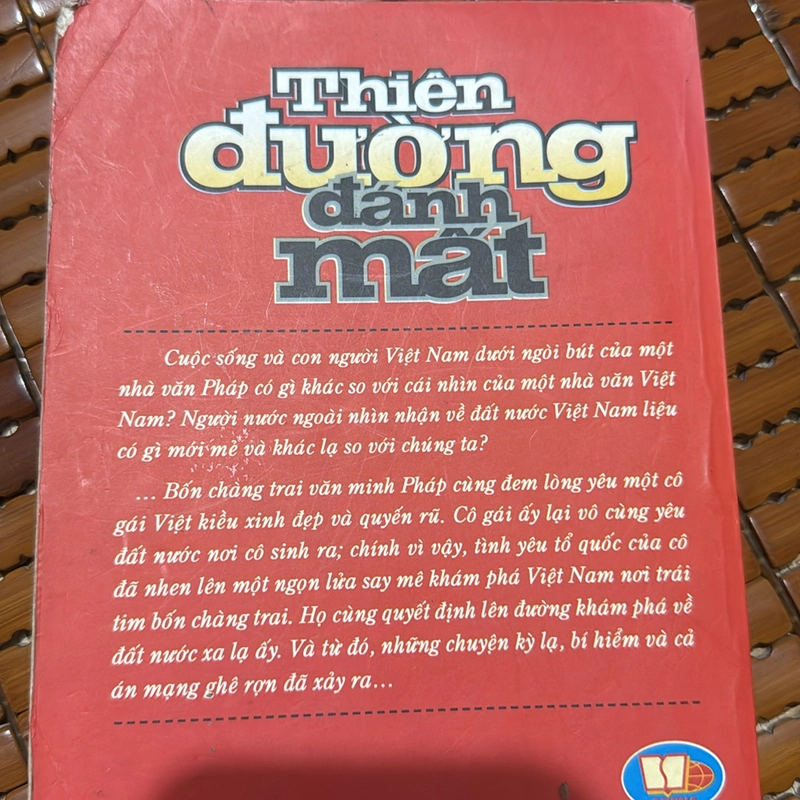 Thiên
đường
đánh
mất
Cuộc sống và con người Việt Nam dưới ngòi bút của một
nhà văn Pháp có gì khác so với cái nhìn của một nhà văn Việt
Nam? Người nước ngoài nhìn nhận về đất nước Việt Nam liệu
có gì mới mẻ và khác lạ so với chúng ta?
... Bốn chàng trai văn minh Pháp cùng đem lòng yêu một cô
gái Việt kiều xinh đẹp và quyến rũ. Cô gái ấy lại vô cùng yêu
đất nước nơi cô sinh ra; chính vì vậy, tình yêu tổ quốc của cô
đã nhen lên một ngọn lửa say mê khám phá Việt Nam nơi trái
tim bốn chàng trai. Họ cùng quyết định lên đường khám phá về
đất nước xa lạ ấy. Và từ đó, những chuyện kỳ lạ, bí hiểm và cả
án mạng ghê rợn đã xảy ra...